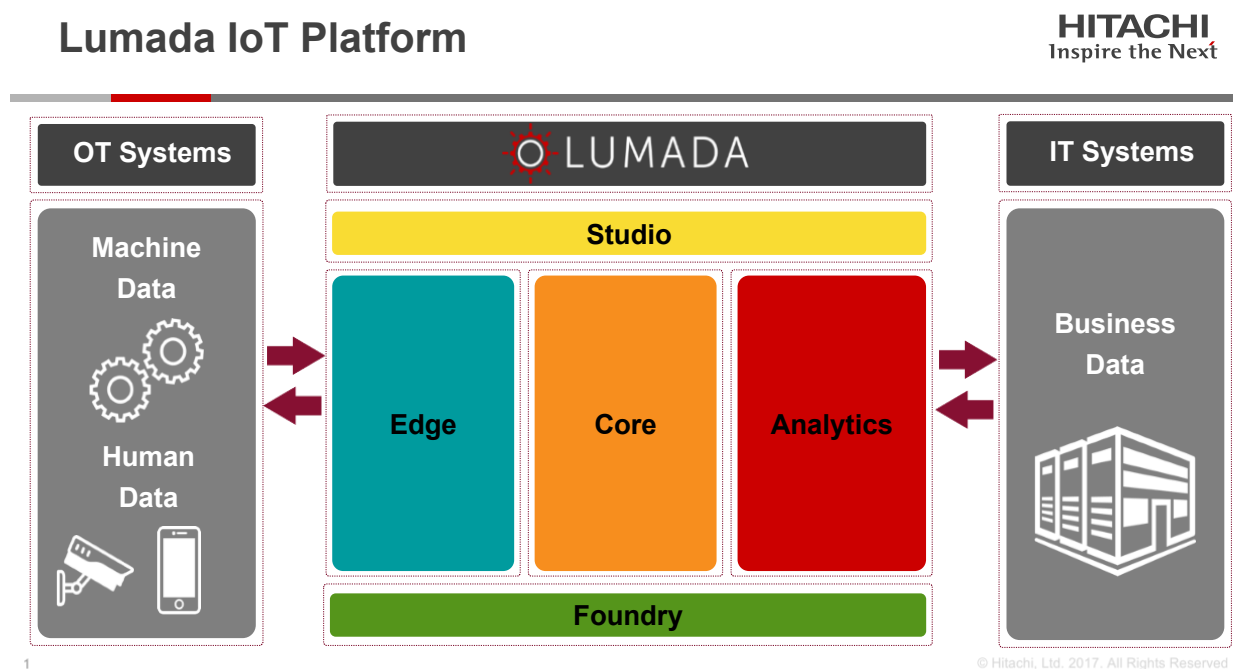 Lumada IoT Platform
HITACHI
Inspire the Next
OT Systems
LUMADA
IT Systems
Machine
Data
Human
Data
Studio
Edge
Core
Analytics
Foundry
Business
Data
1
© Hitachi, Ltd. 2017. All Rights Reserved